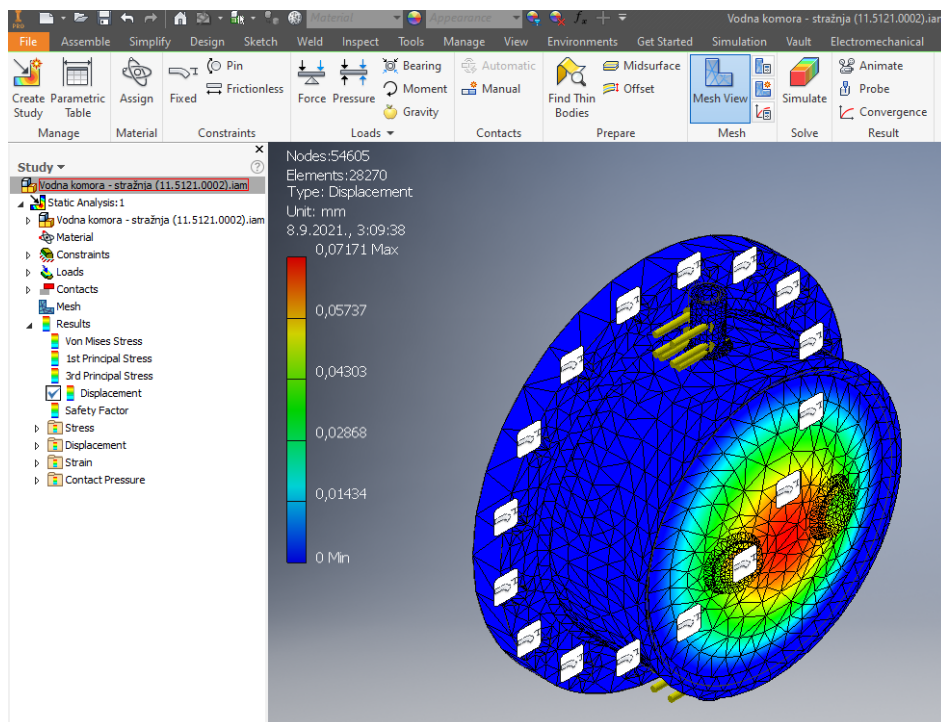 PRO
Material
Appearance
Vodna komora - stražnja (11.5121.0002).iam
File Assemble Simplify Design Sketch Weld Inspect Tools Manage View Environments Get Started Simulation Vault Electromechanical
Create Study
Parametric Table
Manage
Assign
Material
Fixed
Pin
Frictionless
Constraints
Force
Pressure
Bearing
Moment
Gravity
Loads
Automatic
Manual
Contacts
Find Thin Bodies
Midsurface
Offset
Prepare
Mesh View
Mesh
Simulate
Solve
Animate
Probe
Convergence
Result
Study
Vodna komora - stražnja (11.5121.0002).iam
Static Analysis:1
Vodna komora - stražnja (11.5121.0002).iam
Material
Constraints
Loads
Contacts
Mesh
Results
Von Mises Stress
1st Principal Stress
3rd Principal Stress
Displacement
Safety Factor
Stress
Displacement
Strain
Contact Pressure
Nodes:54605
Elements:28270
Type: Displacement
Unit: mm
8.9.2021., 3:09:38
0,07171 Max
0,05737
0,04303
0,02868
0,01434
0 Min